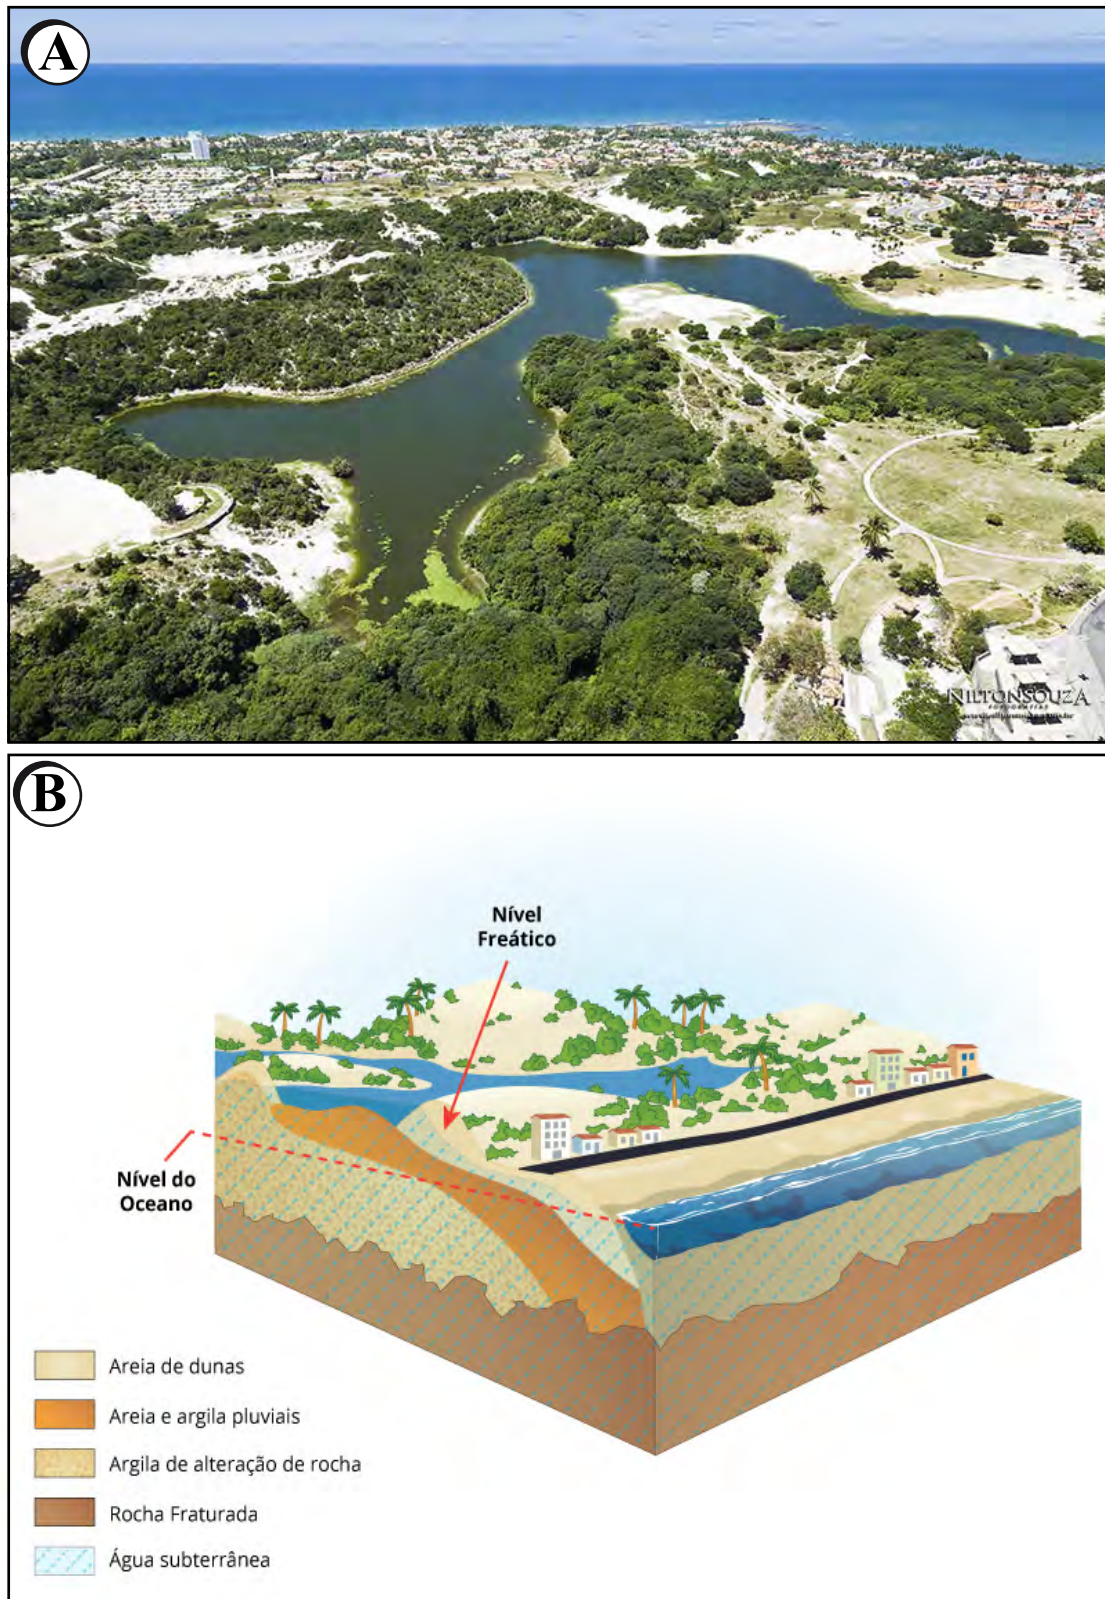 A
NILTONSOUZA
FOTOGRAFIAS
B
Nível
Freático
Nível do
Oceano
Areia de dunas
Areia e argila pluviais
Argila de alteração de rocha
Rocha Fraturada
Água subterrânea